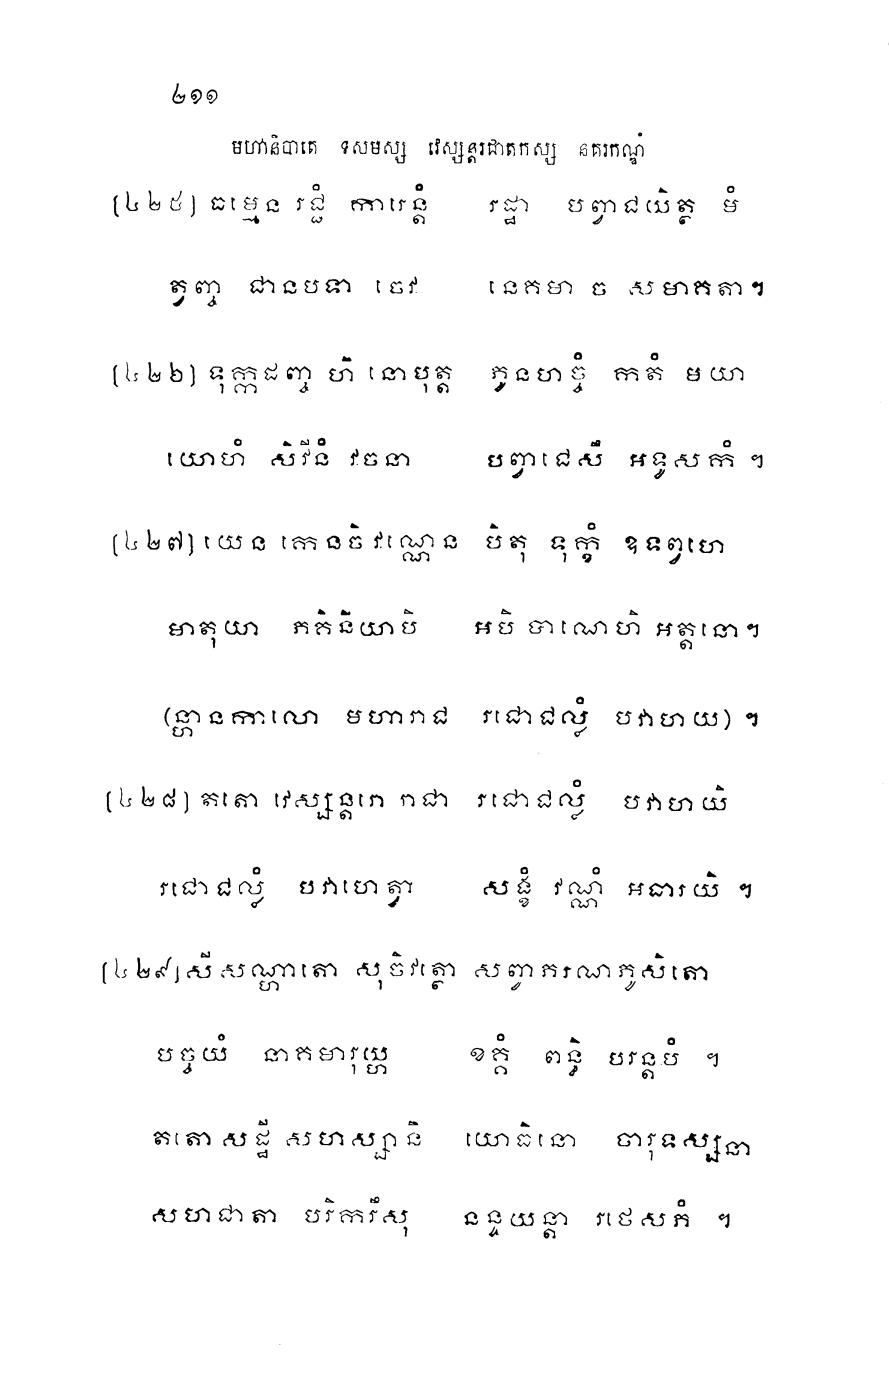 ២១១
មហានិបាតេ ទសមស្ស វេស្សន្តរជាតកស្ស នគរកណ្ឌំ
(៤២៥) ធម្មេន រជ្ជំ ការេន្តំ រដ្ឋា បព្វាជយិត្ថ មំ
ត្វញ្ច ជានបទា ចេវ នេគមា ច សមាគតា។
(៤២៦) ទុក្កដញ្ច ហិ នោ បុត្ត ភូនហច្ចំ កតំ មយា
យោហំ សិវីនំ វចនា បព្វាជេសឹ អទូសកំ ។
(៤២៧) យេន កេនចិ វណ្ណេន បិតុ ទុក្ខំ ឧទព្វហេ
មាតុយា ភគិនិយាបិ អបិ បាណេហិ អត្តនោ។
(ន្ហានកាលោ មហារាជ រជោជល្លំ បវាហយ) ។
(៤២៨) តតោ វេស្សន្តរោ រាជា រជោជល្លំ បវាហយិ
រជោជល្លំ បវាហេត្វា សង្ខំ វណ្ណំ អធារយិ ។
(៤២៩) សីសណ្ហាតោ សុចិវត្ថោ សព្វាភរណភូសិតោ
បច្ចយំ នាគមារុយ្ហ ខគ្គំ ពន្ធិ បរន្តបំ ។
តតោ សដ្ឋី សហស្សានិ យោធិនោ ចារុទស្សនា
សហជាតា បរិករឹសុ នន្ទយន្តា រថេសភំ ។